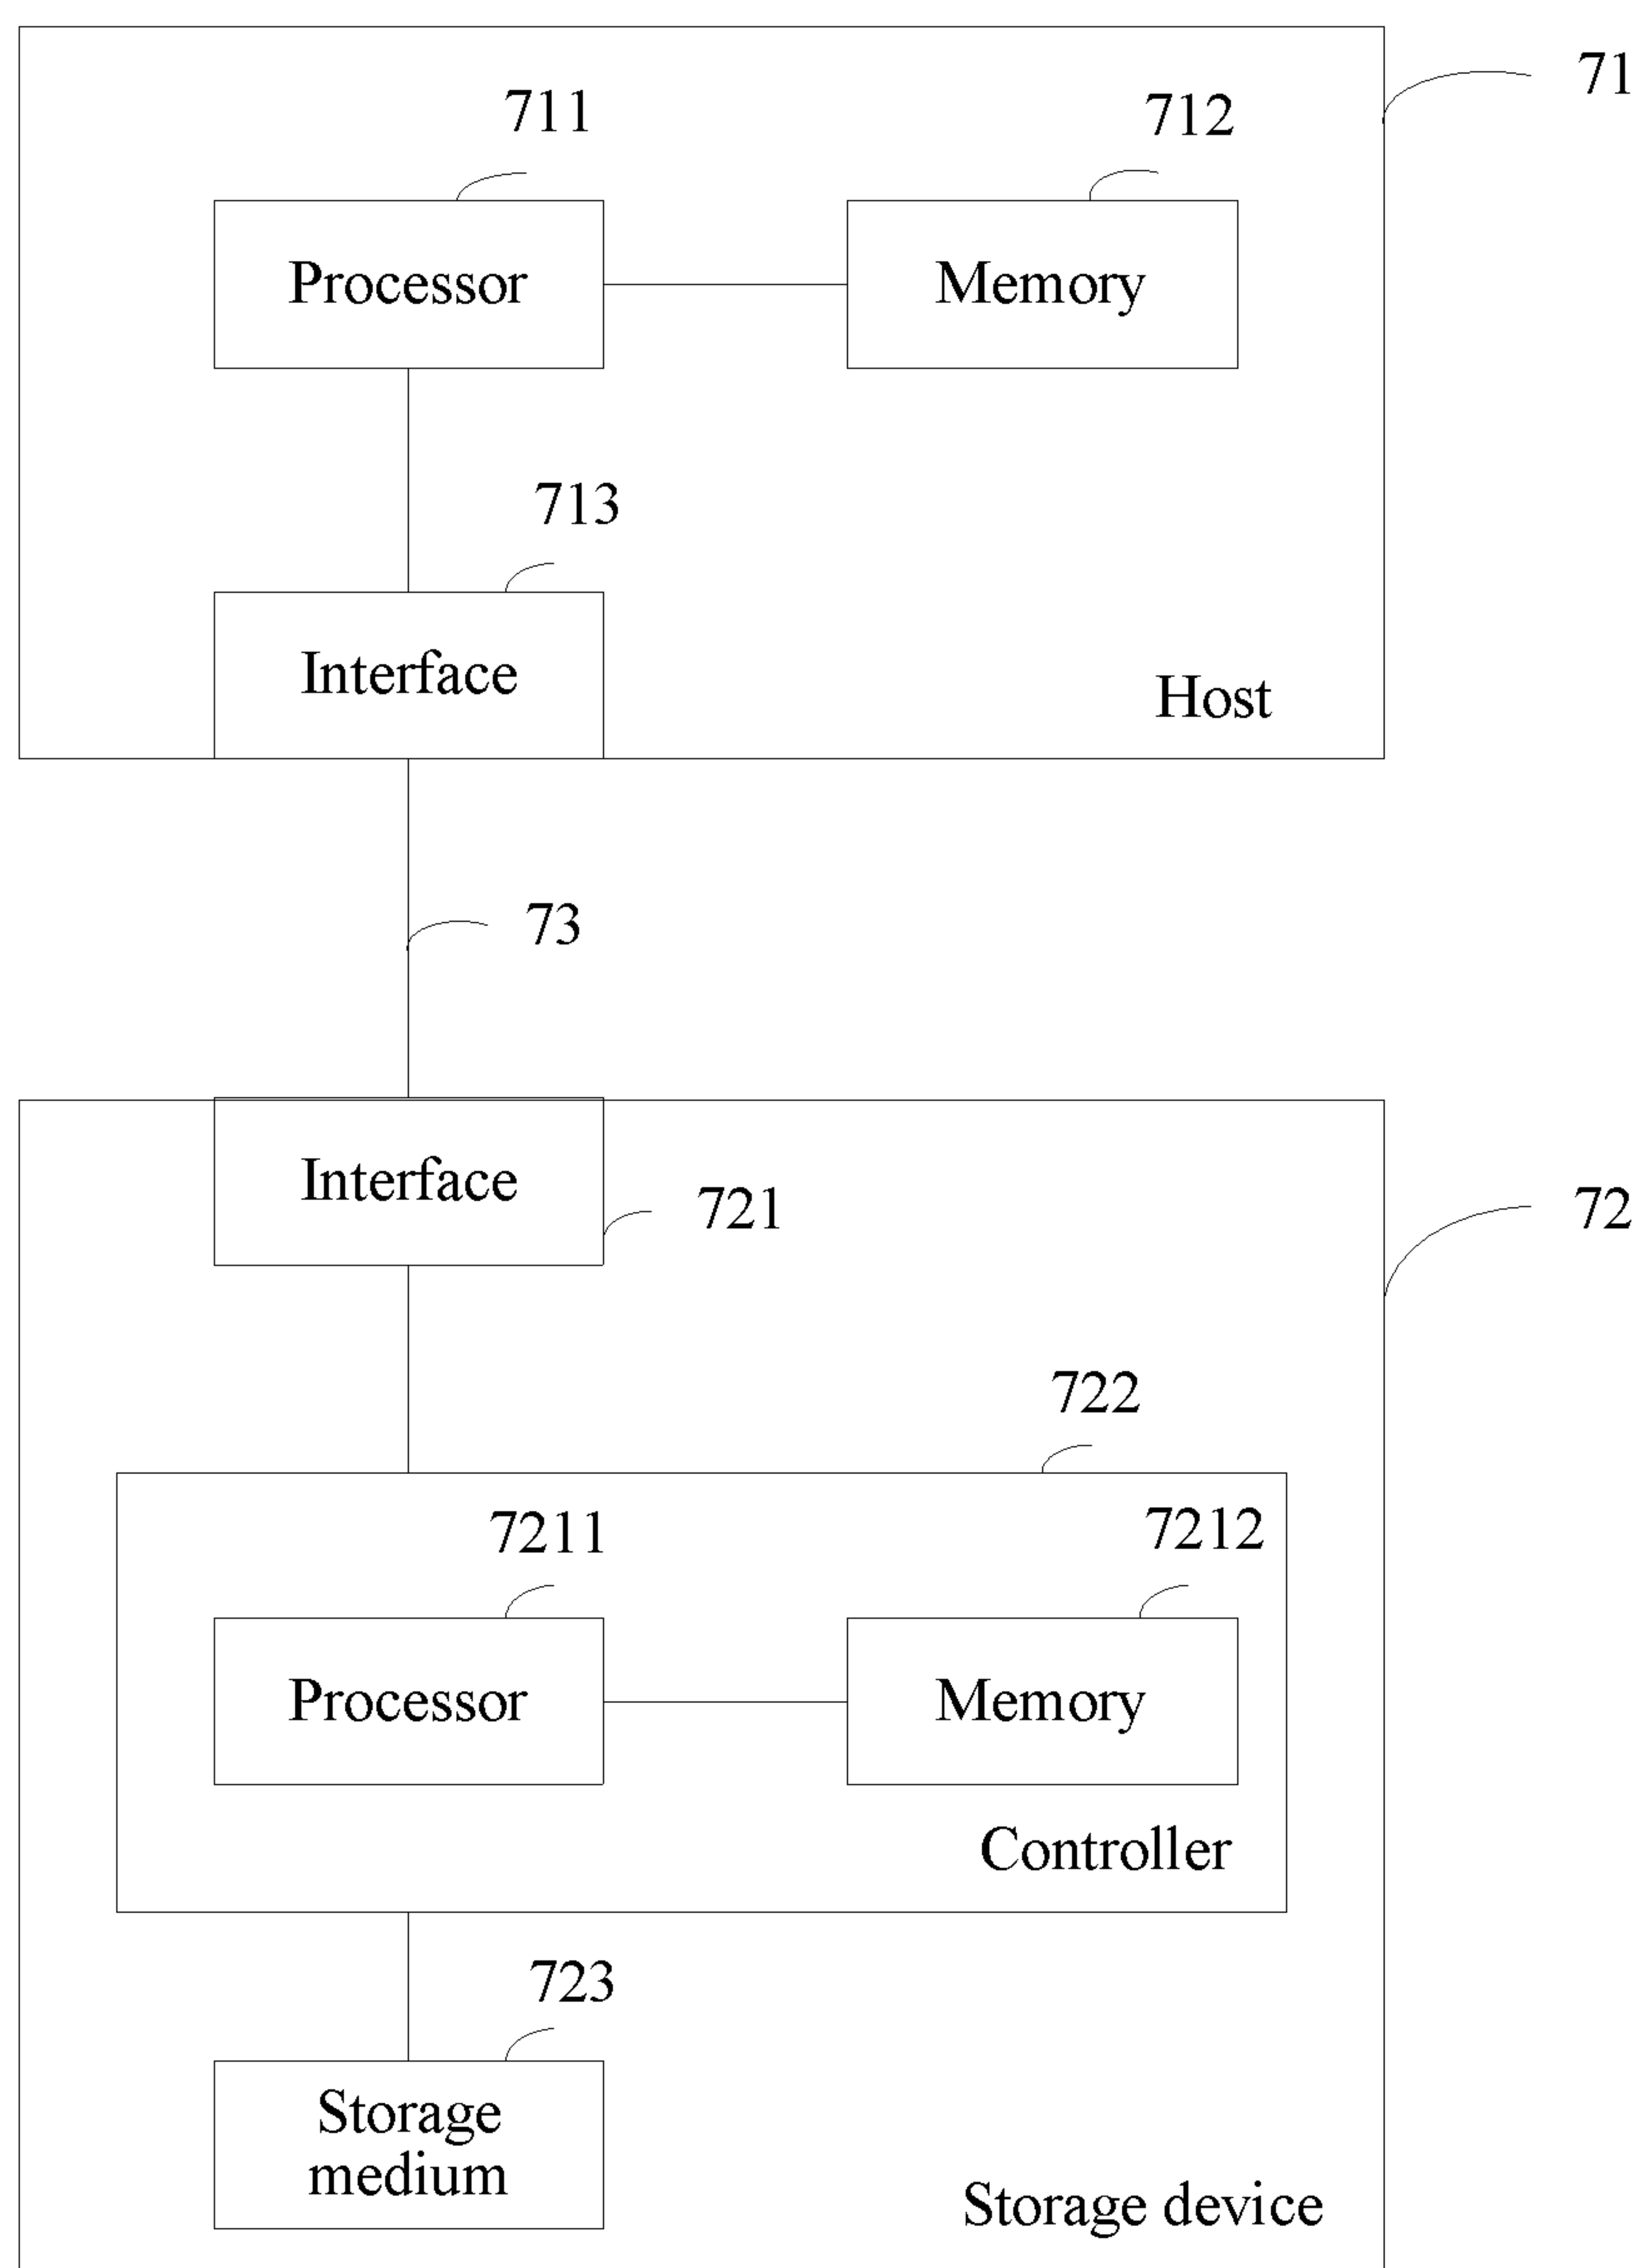 71
711
712
Processor
Memory
713
Interface
Host
73
Interface
721
72
722
7211
7212
Processor
Memory
Controller
723
Storage
medium
Storage device